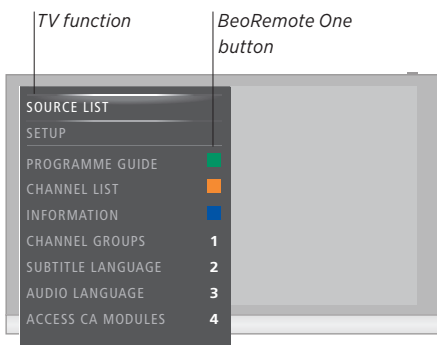 TV function
BeoRemote One
button
SOURCE LIST
SETUP
PROGRAMME GUIDE
CHANNEL LIST
INFORMATION
CHANNEL GROUPS 1
SUBTITLE LANGUAGE 2
AUDIO LANGUAGE 3
ACCESS CA MODULES 4